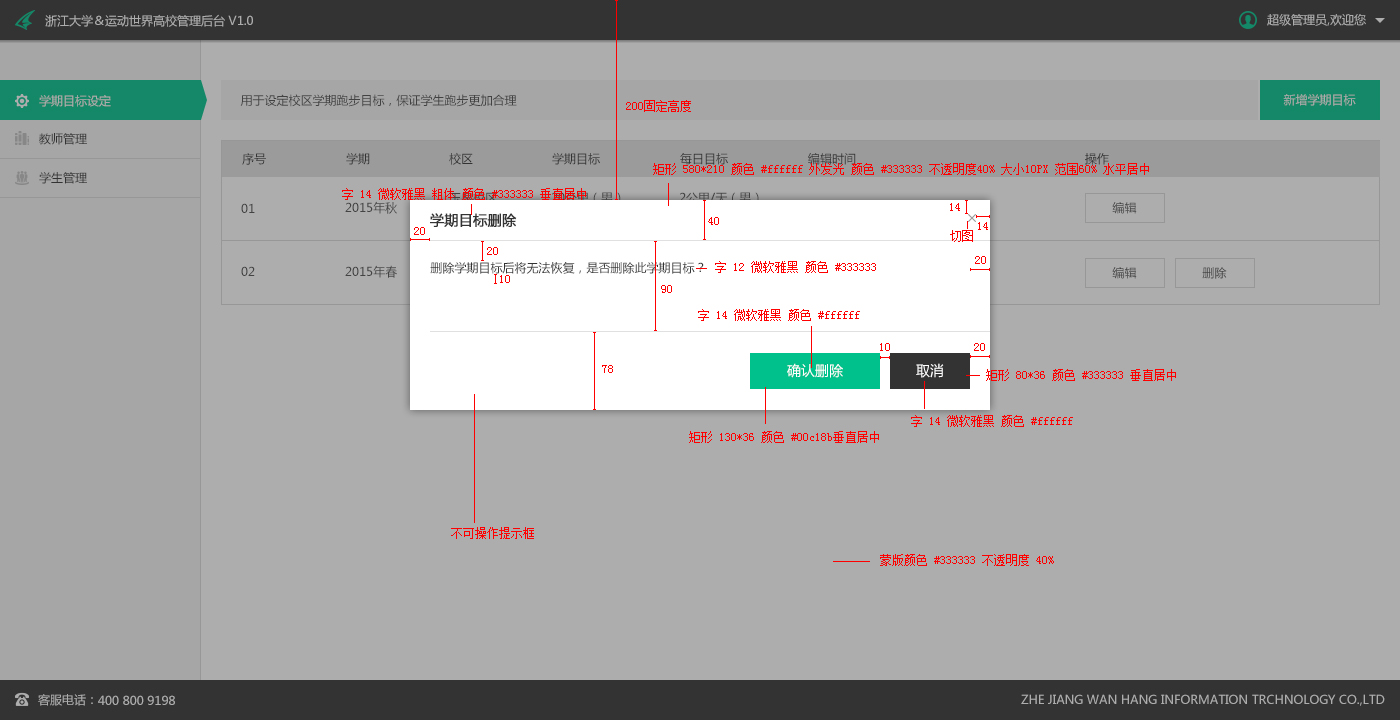 浙江大学＆运动世界高校管理后台 V1.0
超级管理员,欢迎您
学期目标设定
教师管理
学生管理
用于设定校区学期跑步目标，保证学生跑步更加合理
新增学期目标
200固定高度
序号 学期 校区 学期目标 每日目标 编辑时间 操作
矩形 580*210 颜色 #ffffff 外发光 颜色 #333333 不透明度40% 大小10PX 范围60% 水平居中
字 14 微软雅黑 粗体 颜色 #333333 垂直居中
2公里/天（男）
01 2015年秋 编辑
02 2015年春 编辑 删除
学期目标删除
20
40
14
14
切图
20
删除学期目标后将无法恢复，是否删除此学期目标？
字 12 微软雅黑 颜色 #333333
20
10
90
字 14 微软雅黑 颜色 #ffffff
78
10
20
确认删除
取消
矩形 80*36 颜色 #333333 垂直居中
字 14 微软雅黑 颜色 #ffffff
矩形 130*36 颜色 #00c18b垂直居中
不可操作提示框
蒙版颜色 #333333 不透明度 40%
客服电话：400 800 9198
ZHE JIANG WAN HANG INFORMATION TRCHNOLOGY CO.,LTD